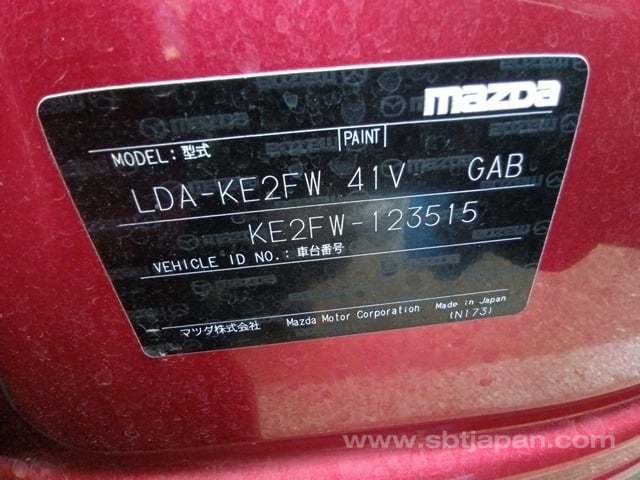 mazda
MODEL: 型式 PAINT
LDA-KE2FW 41V GAB
KE2FW-123515
VEHICLE ID NO.: 車台番号
マツダ株式会社 Mazda Motor Corporation Made in Japan
(N173)
www.sbtjapan.com